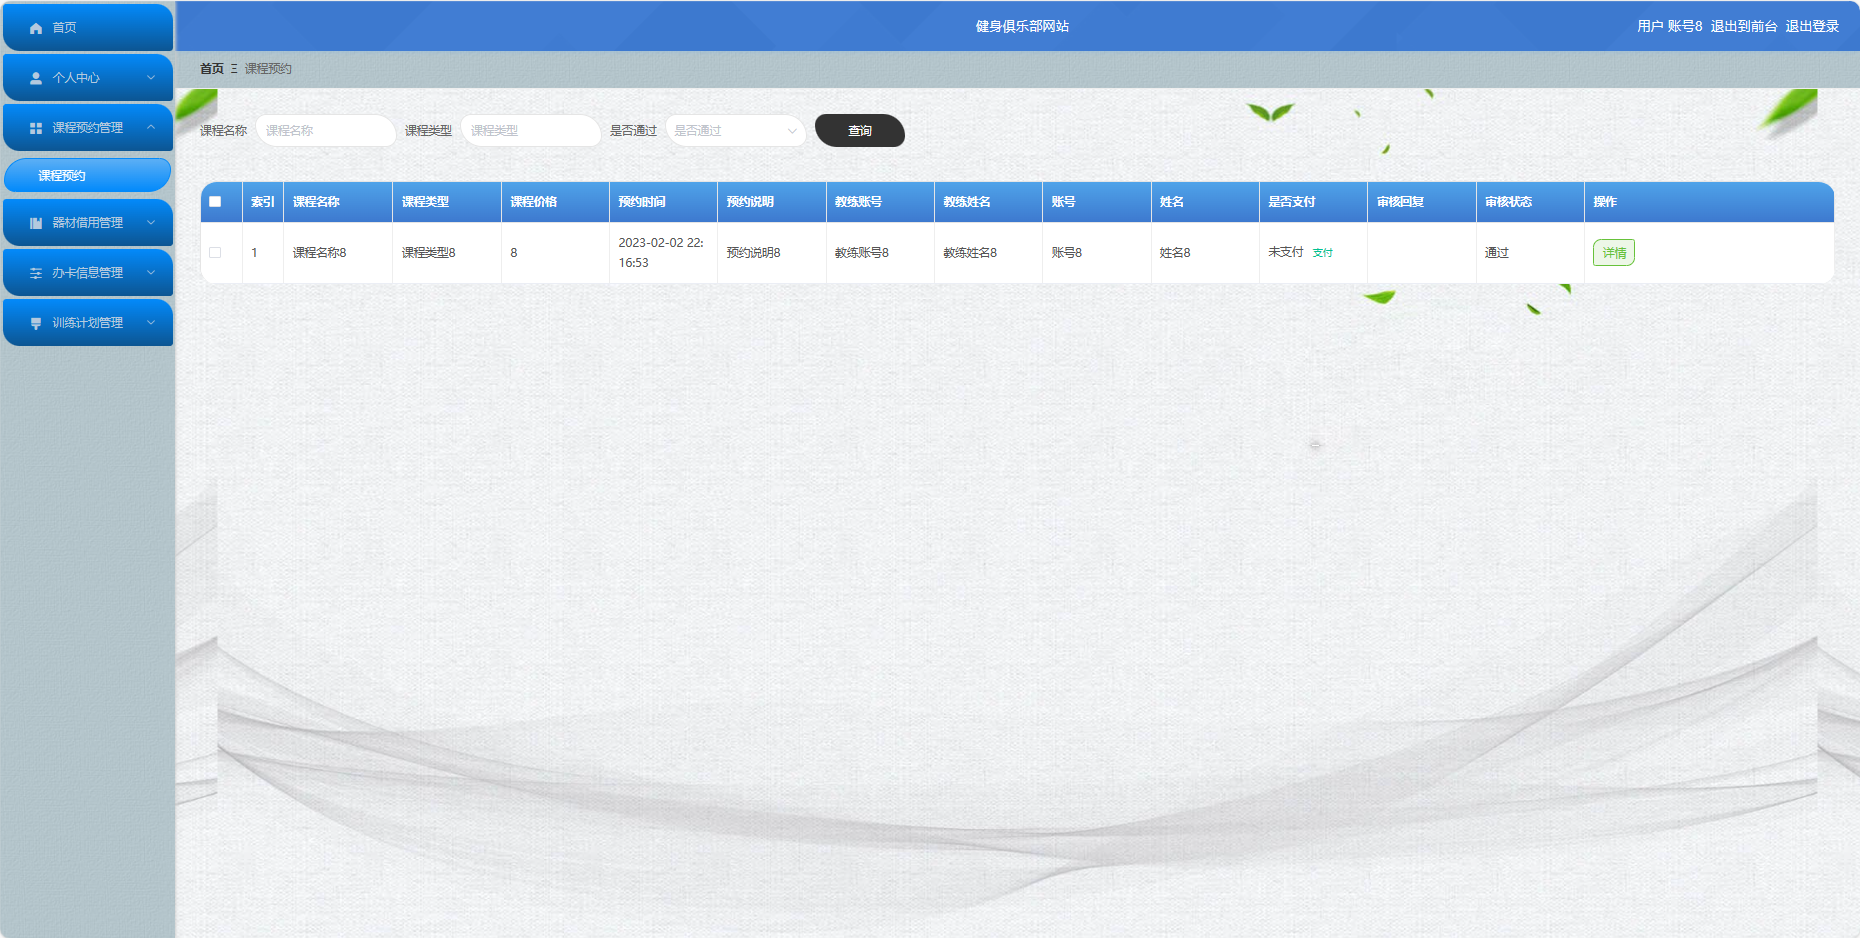 首页
健身俱乐部网站
用户 账号8 退出到前台 退出登录
个人中心
课程预约管理
课程预约
器材借用管理
办卡信息管理
训练计划管理
首页 Ξ 课程预约
课程名称 课程名称 课程类型 课程类型 是否通过 是否通过 查询
索引 课程名称 课程类型 课程价格 预约时间 预约说明 教练账号 教练姓名 账号 姓名 是否支付 审核回复 审核状态 操作
1 课程名称8 课程类型8 8 2023-02-02 22:
16:53 预约说明8 教练账号8 教练姓名8 账号8 姓名8 未支付 支付 通过 详情